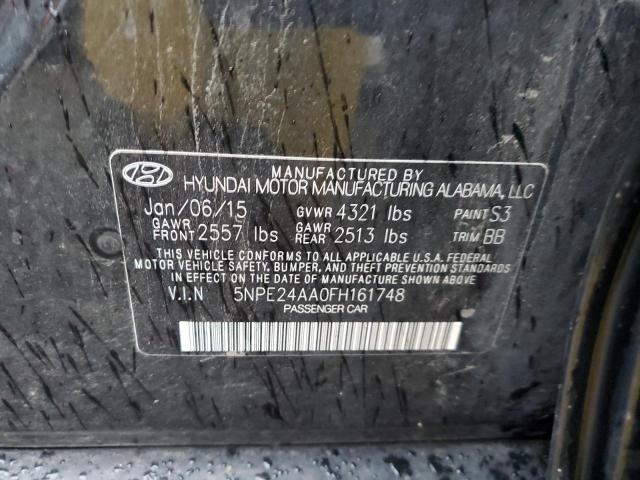 MANUFACTURED BY
HYUNDAI MOTOR MANUFACTURING ALABAMA, LLC
Jan/06/15 GVWR 4321 lbs PAINT S3
GAWR FRONT 2557 lbs GAWR REAR 2513 lbs TRIM BB
THIS VEHICLE CONFORMS TO ALL APPLICABLE U.S.A. FEDERAL
MOTOR VEHICLE SAFETY, BUMPER, AND THEFT PREVENTION STANDARDS
IN EFFECT ON THE DATE OF MANUFACTURE SHOWN ABOVE
V.I.N 5NPE24AA0FH161748
PASSENGER CAR